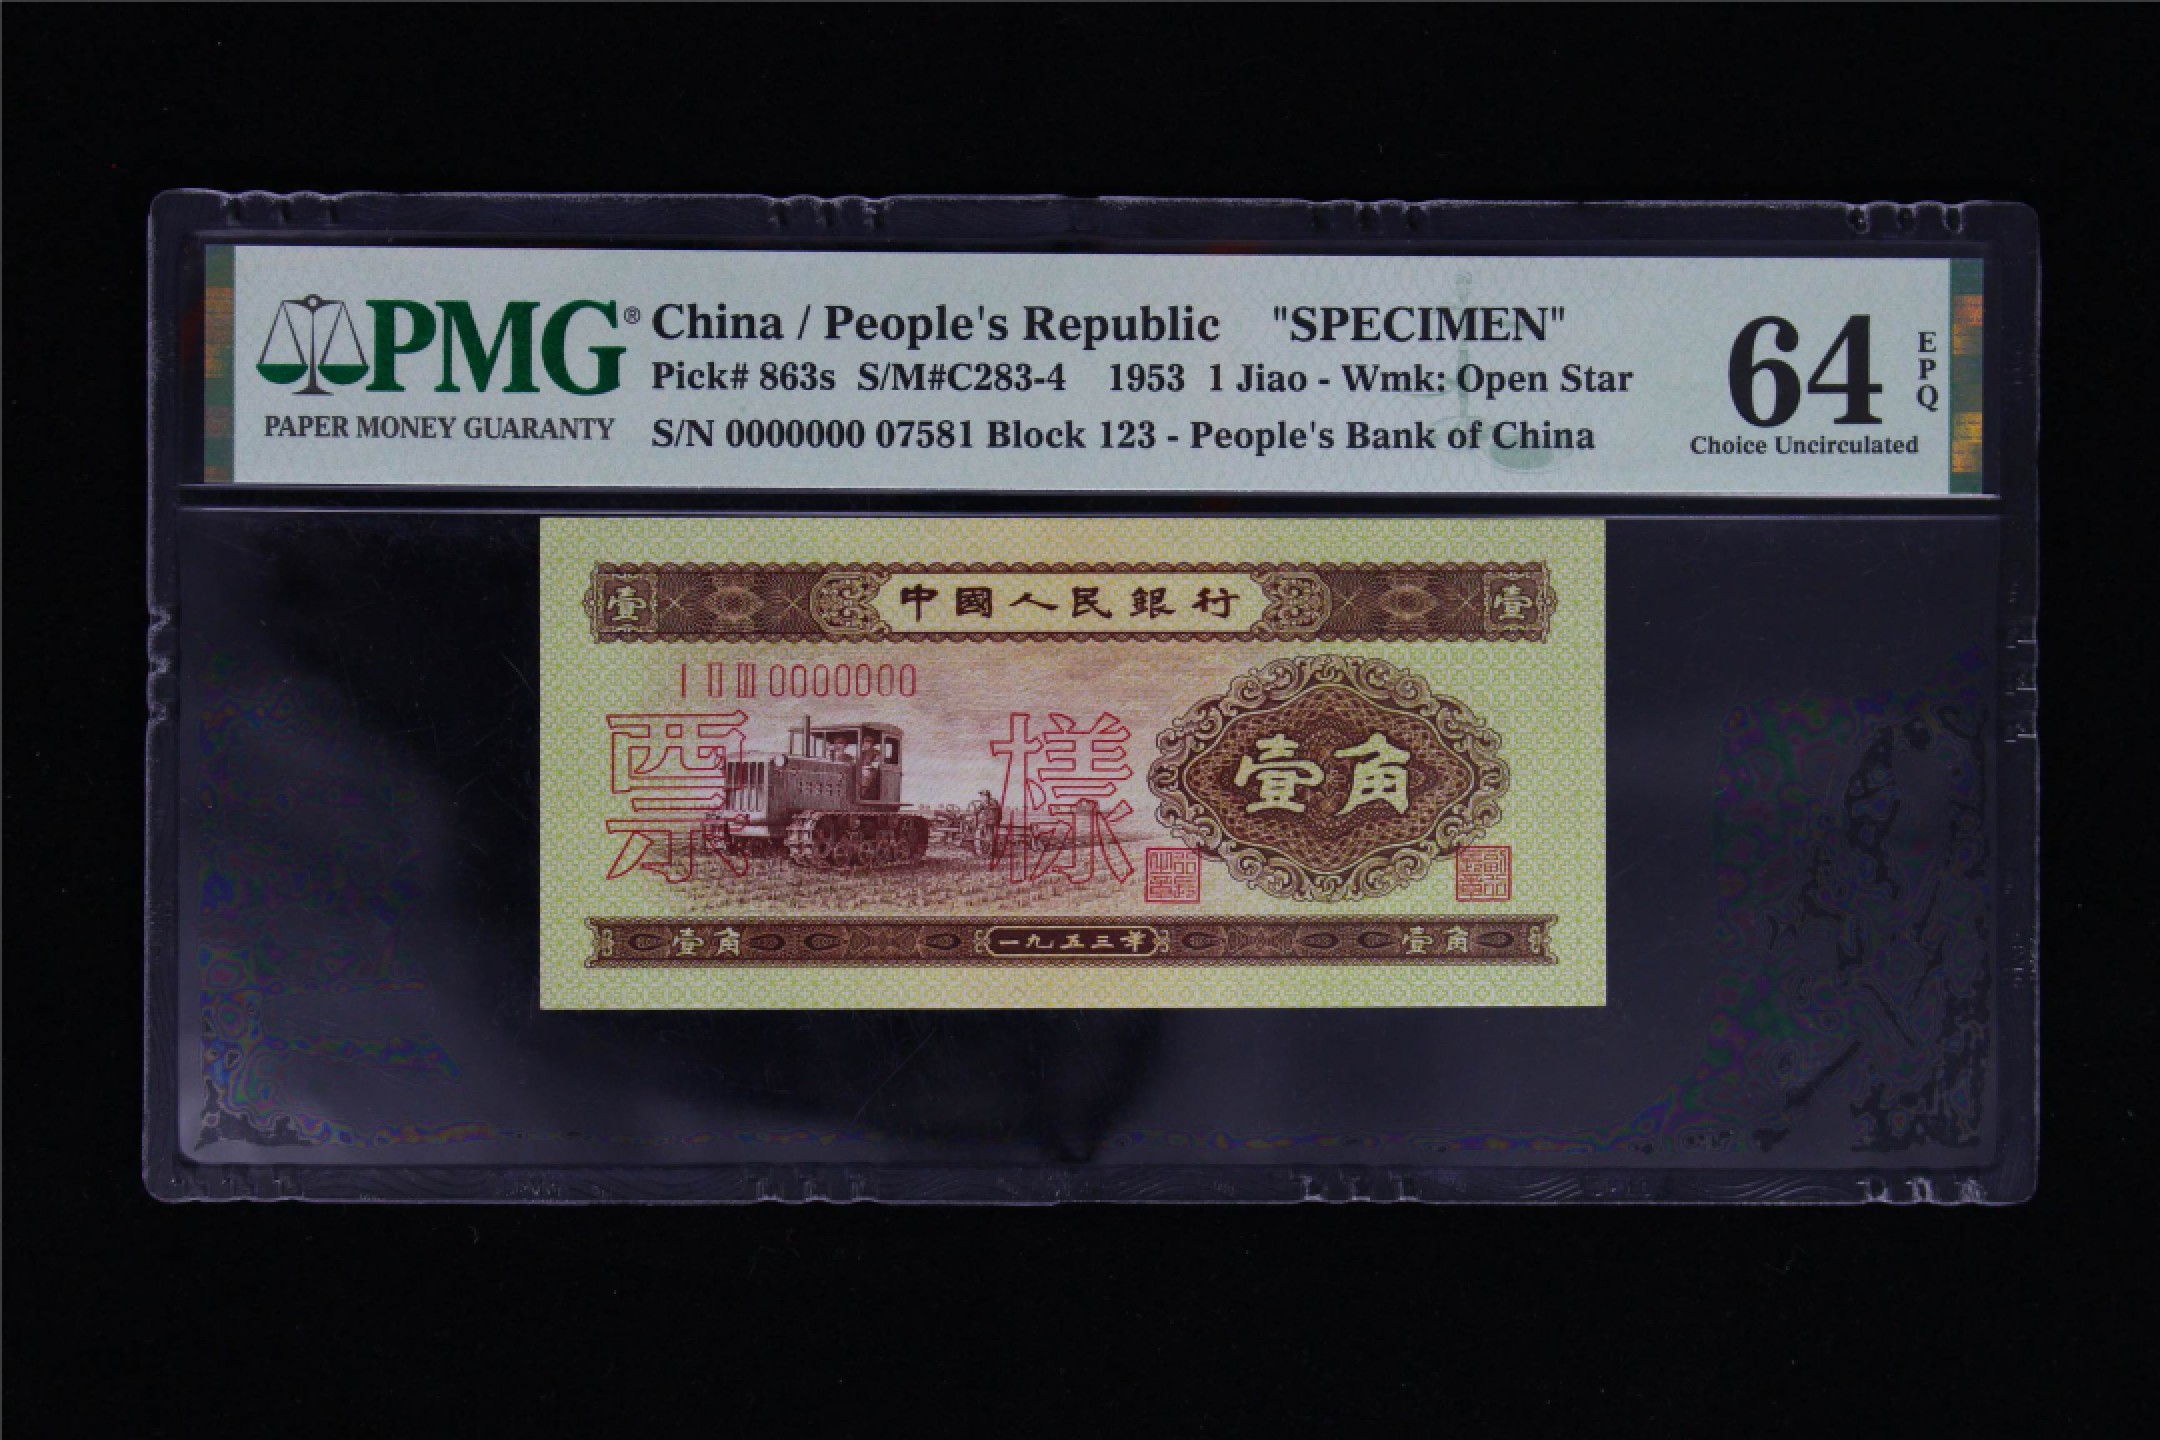 PMG®
PAPER MONEY GUARANTY
China / People's Republic "SPECIMEN"
Pick# 863s S/M#C283-4 1953 1 Jiao - Wmk: Open Star
S/N 0000000 07581 Block 123 - People's Bank of China
64
EPQ
Choice Uncirculated
壹 中國人民銀行 壹
I II III 0000000
票 樣
壹角
壹角 一九五三年 壹角